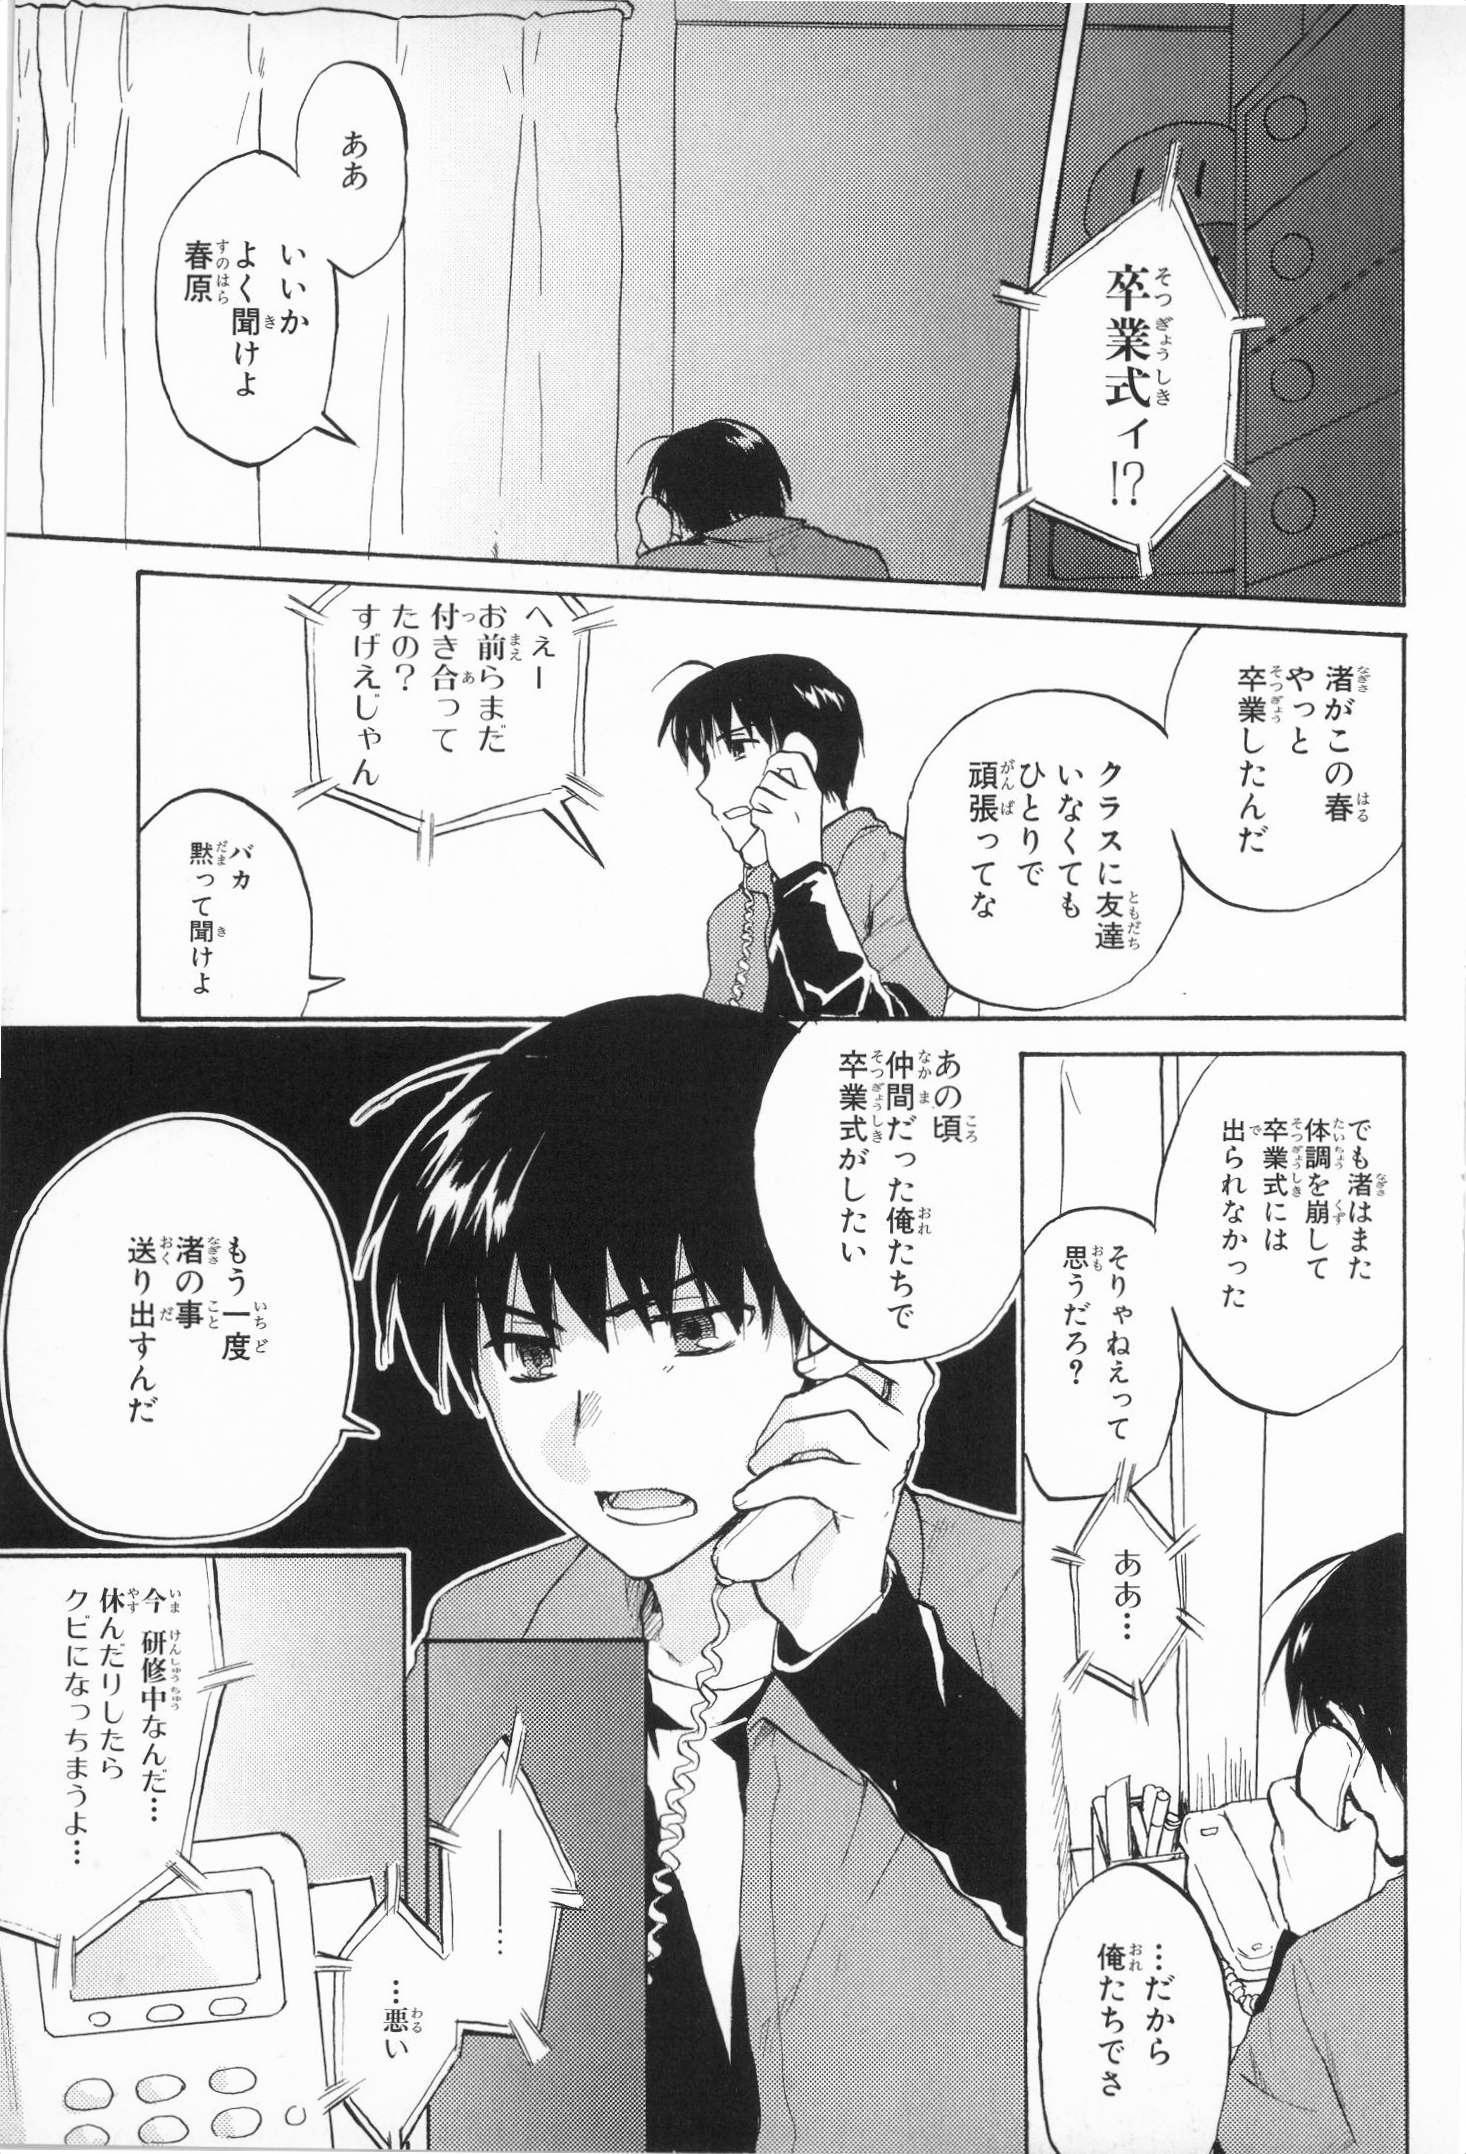 卒業式ィ!?
ああ
いいか
よく聞けよ
春原
渚がこの春
やっと
卒業したんだ
クラスに友達
いなくても
ひとりで
頑張ってな
へぇー
お前らまだ
付き合って
たの?
すげえじゃん
バカ
黙って聞けよ
でも渚はまた
体調を崩して
卒業式には
出られなかった
そりゃねえって
思うだろ?
ああ…
…だから
俺たちでさ
あの頃
仲間だった俺たちで
卒業式がしたい
もう一度
渚の事
送り出すんだ
――…
…悪い
今 研修中なんだ…
休んだりしたら
クビになっちまうよ…